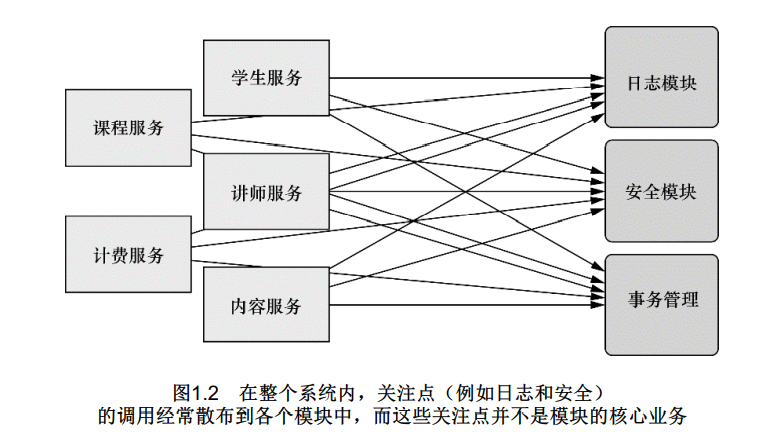 学生服务
日志模块
课程服务
讲师服务
安全模块
计费服务
内容服务
事务管理
图1.2 在整个系统内，关注点（例如日志和安全）
的调用经常散布到各个模块中，而这些关注点并不是模块的核心业务